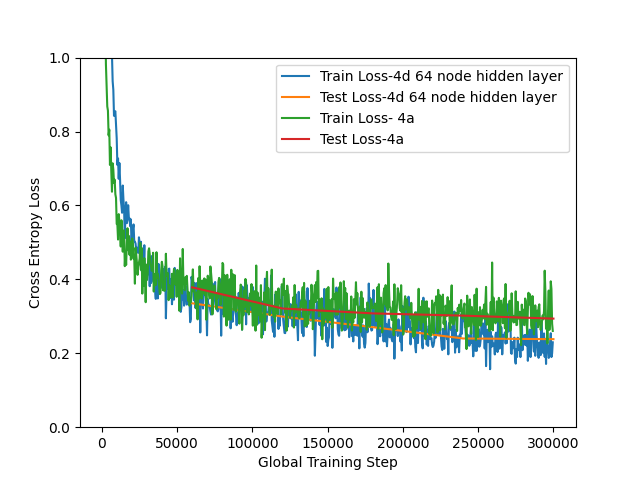 Train Loss-4d 64 node hidden layer
Test Loss-4d 64 node hidden layer
Train Loss- 4a
Test Loss-4a
1.0
0.8
0.6
0.4
0.2
0.0
Cross Entropy Loss
0 50000 100000 150000 200000 250000 300000
Global Training Step